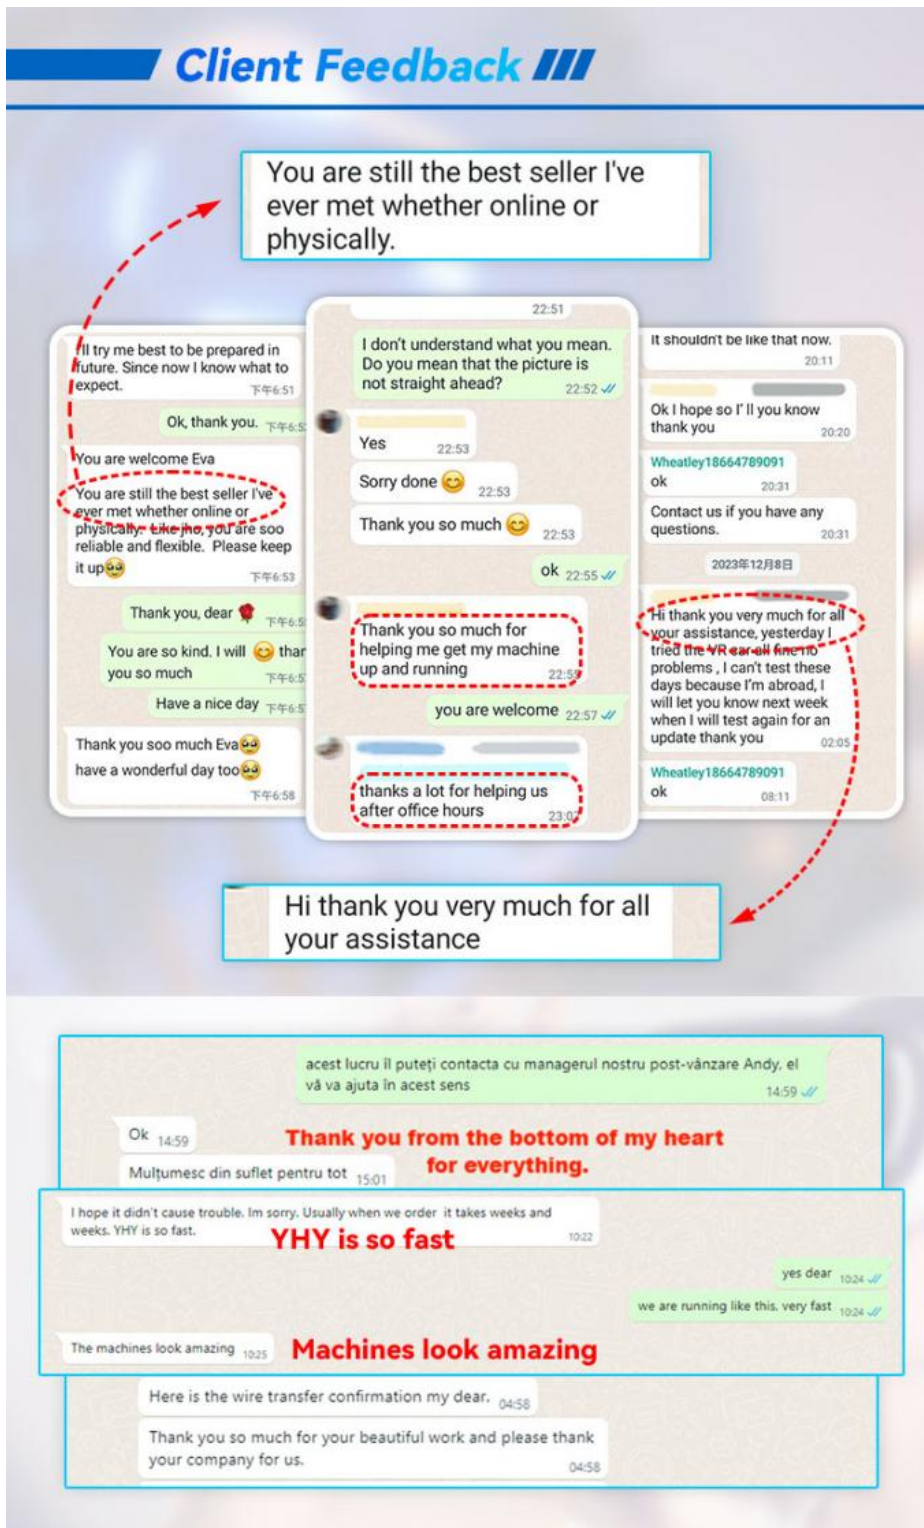 Client Feedback
You are still the best seller I've
ever met whether online or
physically.
I'll try me best to be prepared in
future. Since now I know what to
expect.
下午6:51
Ok, thank you.
You are welcome Eva
You are still the best seller I've
ever met whether online or
physically. Like jho, you are soo
reliable and flexible. Please keep
it up🥹
下午6:53
Thank you, dear 🌹
You are so kind. I will 😊 than
you so much
Have a nice day
Thank you soo much Eva🥹
have a wonderful day too🥹
下午6:58
22:51
I don't understand what you mean.
Do you mean that the picture is
not straight ahead?
22:52
Yes 22:53
Sorry done 😊 22:53
Thank you so much 😊 22:53
ok 22:55
Thank you so much for
helping me get my machine
up and running
22:55
you are welcome 22:57
thanks a lot for helping us
after office hours
23:07
It shouldn't be like that now.
20:11
Ok I hope so I' ll you know
thank you
20:20
Wheatley18664789091
ok 20:31
Contact us if you have any
questions.
20:31
2023年12月8日
Hi thank you very much for all
your assistance, yesterday I
tried the VR car all fine no
problems , I can't test these
days because I'm abroad, I
will let you know next week
when I will test again for an
update thank you
02:05
Wheatley18664789091
ok 08:11
Hi thank you very much for all
your assistance
acest lucru îl puteți contacta cu managerul nostru post-vânzare Andy. el
vă va ajuta în acest sens
14:59
Ok 14:59
Mulțumesc din suflet pentru tot 15:01
Thank you from the bottom of my heart
for everything.
I hope it didn't cause trouble. Im sorry. Usually when we order it takes weeks and
weeks. YHY is so fast.
10:22
YHY is so fast
yes dear 10:24
we are running like this. very fast 10:24
The machines look amazing 10:25
Machines look amazing
Here is the wire transfer confirmation my dear. 04:58
Thank you so much for your beautiful work and please thank
your company for us.
04:58